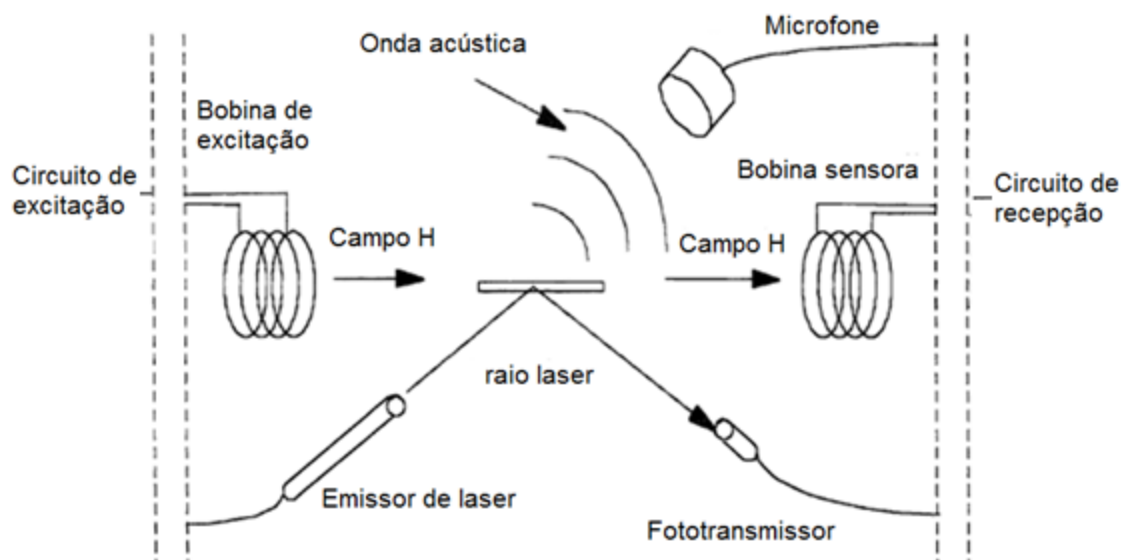 Microfone
Onda acústica
Bobina de
excitação
Circuito de
excitação
Bobina sensora
Circuito de
recepção
Campo H
Campo H
raio laser
Emissor de laser
Fototransmissor